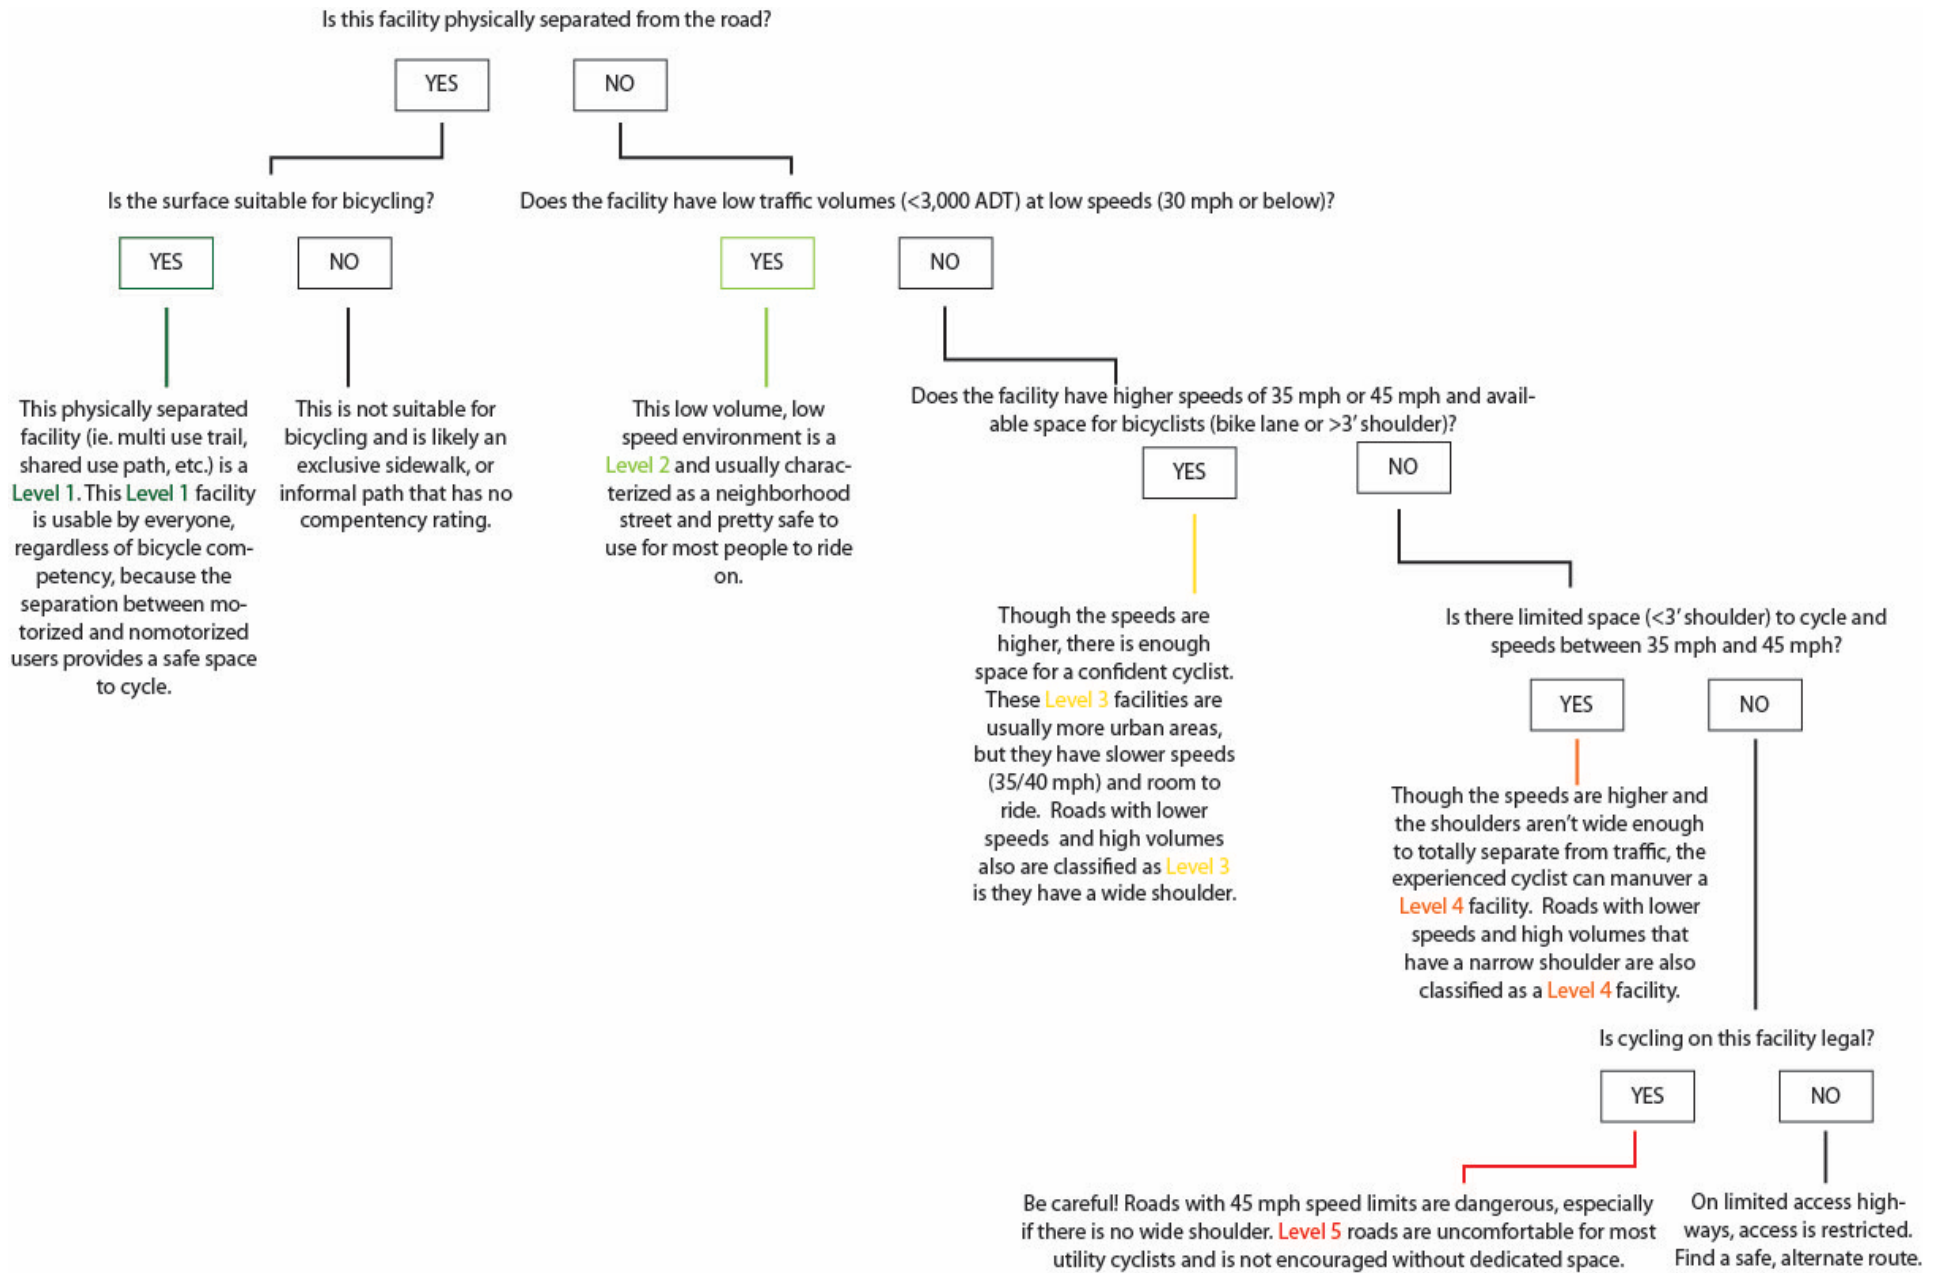 Is this facility physically separated from the road?
YES
NO
Is the surface suitable for bicycling?
Does the facility have low traffic volumes (<3,000 ADT) at low speeds (30 mph or below)?
YES
NO
YES
NO
This physically separated
facility (ie. multi use trail,
shared use path, etc.) is a
Level 1. This Level 1 facility
is usable by everyone,
regardless of bicycle com-
petency, because the
separation between mo-
torized and nomotorized
users provides a safe space
to cycle.
This is not suitable for
bicycling and is likely an
exclusive sidewalk, or
informal path that has no
compentency rating.
This low volume, low
speed environment is a
Level 2 and usually charac-
terized as a neighborhood
street and pretty safe to
use for most people to ride
on.
Does the facility have higher speeds of 35 mph or 45 mph and avail-
able space for bicyclists (bike lane or >3' shoulder)?
YES
NO
Though the speeds are
higher, there is enough
space for a confident cyclist.
These Level 3 facilities are
usually more urban areas,
but they have slower speeds
(35/40 mph) and room to
ride. Roads with lower
speeds and high volumes
also are classified as Level 3
is they have a wide shoulder.
Is there limited space (<3' shoulder) to cycle and
speeds between 35 mph and 45 mph?
YES
NO
Though the speeds are higher and
the shoulders aren't wide enough
to totally separate from traffic, the
experienced cyclist can manuver a
Level 4 facility. Roads with lower
speeds and high volumes that
have a narrow shoulder are also
classified as a Level 4 facility.
Is cycling on this facility legal?
YES
NO
Be careful! Roads with 45 mph speed limits are dangerous, especially
if there is no wide shoulder. Level 5 roads are uncomfortable for most
utility cyclists and is not encouraged without dedicated space.
On limited access high-
ways, access is restricted.
Find a safe, alternate route.